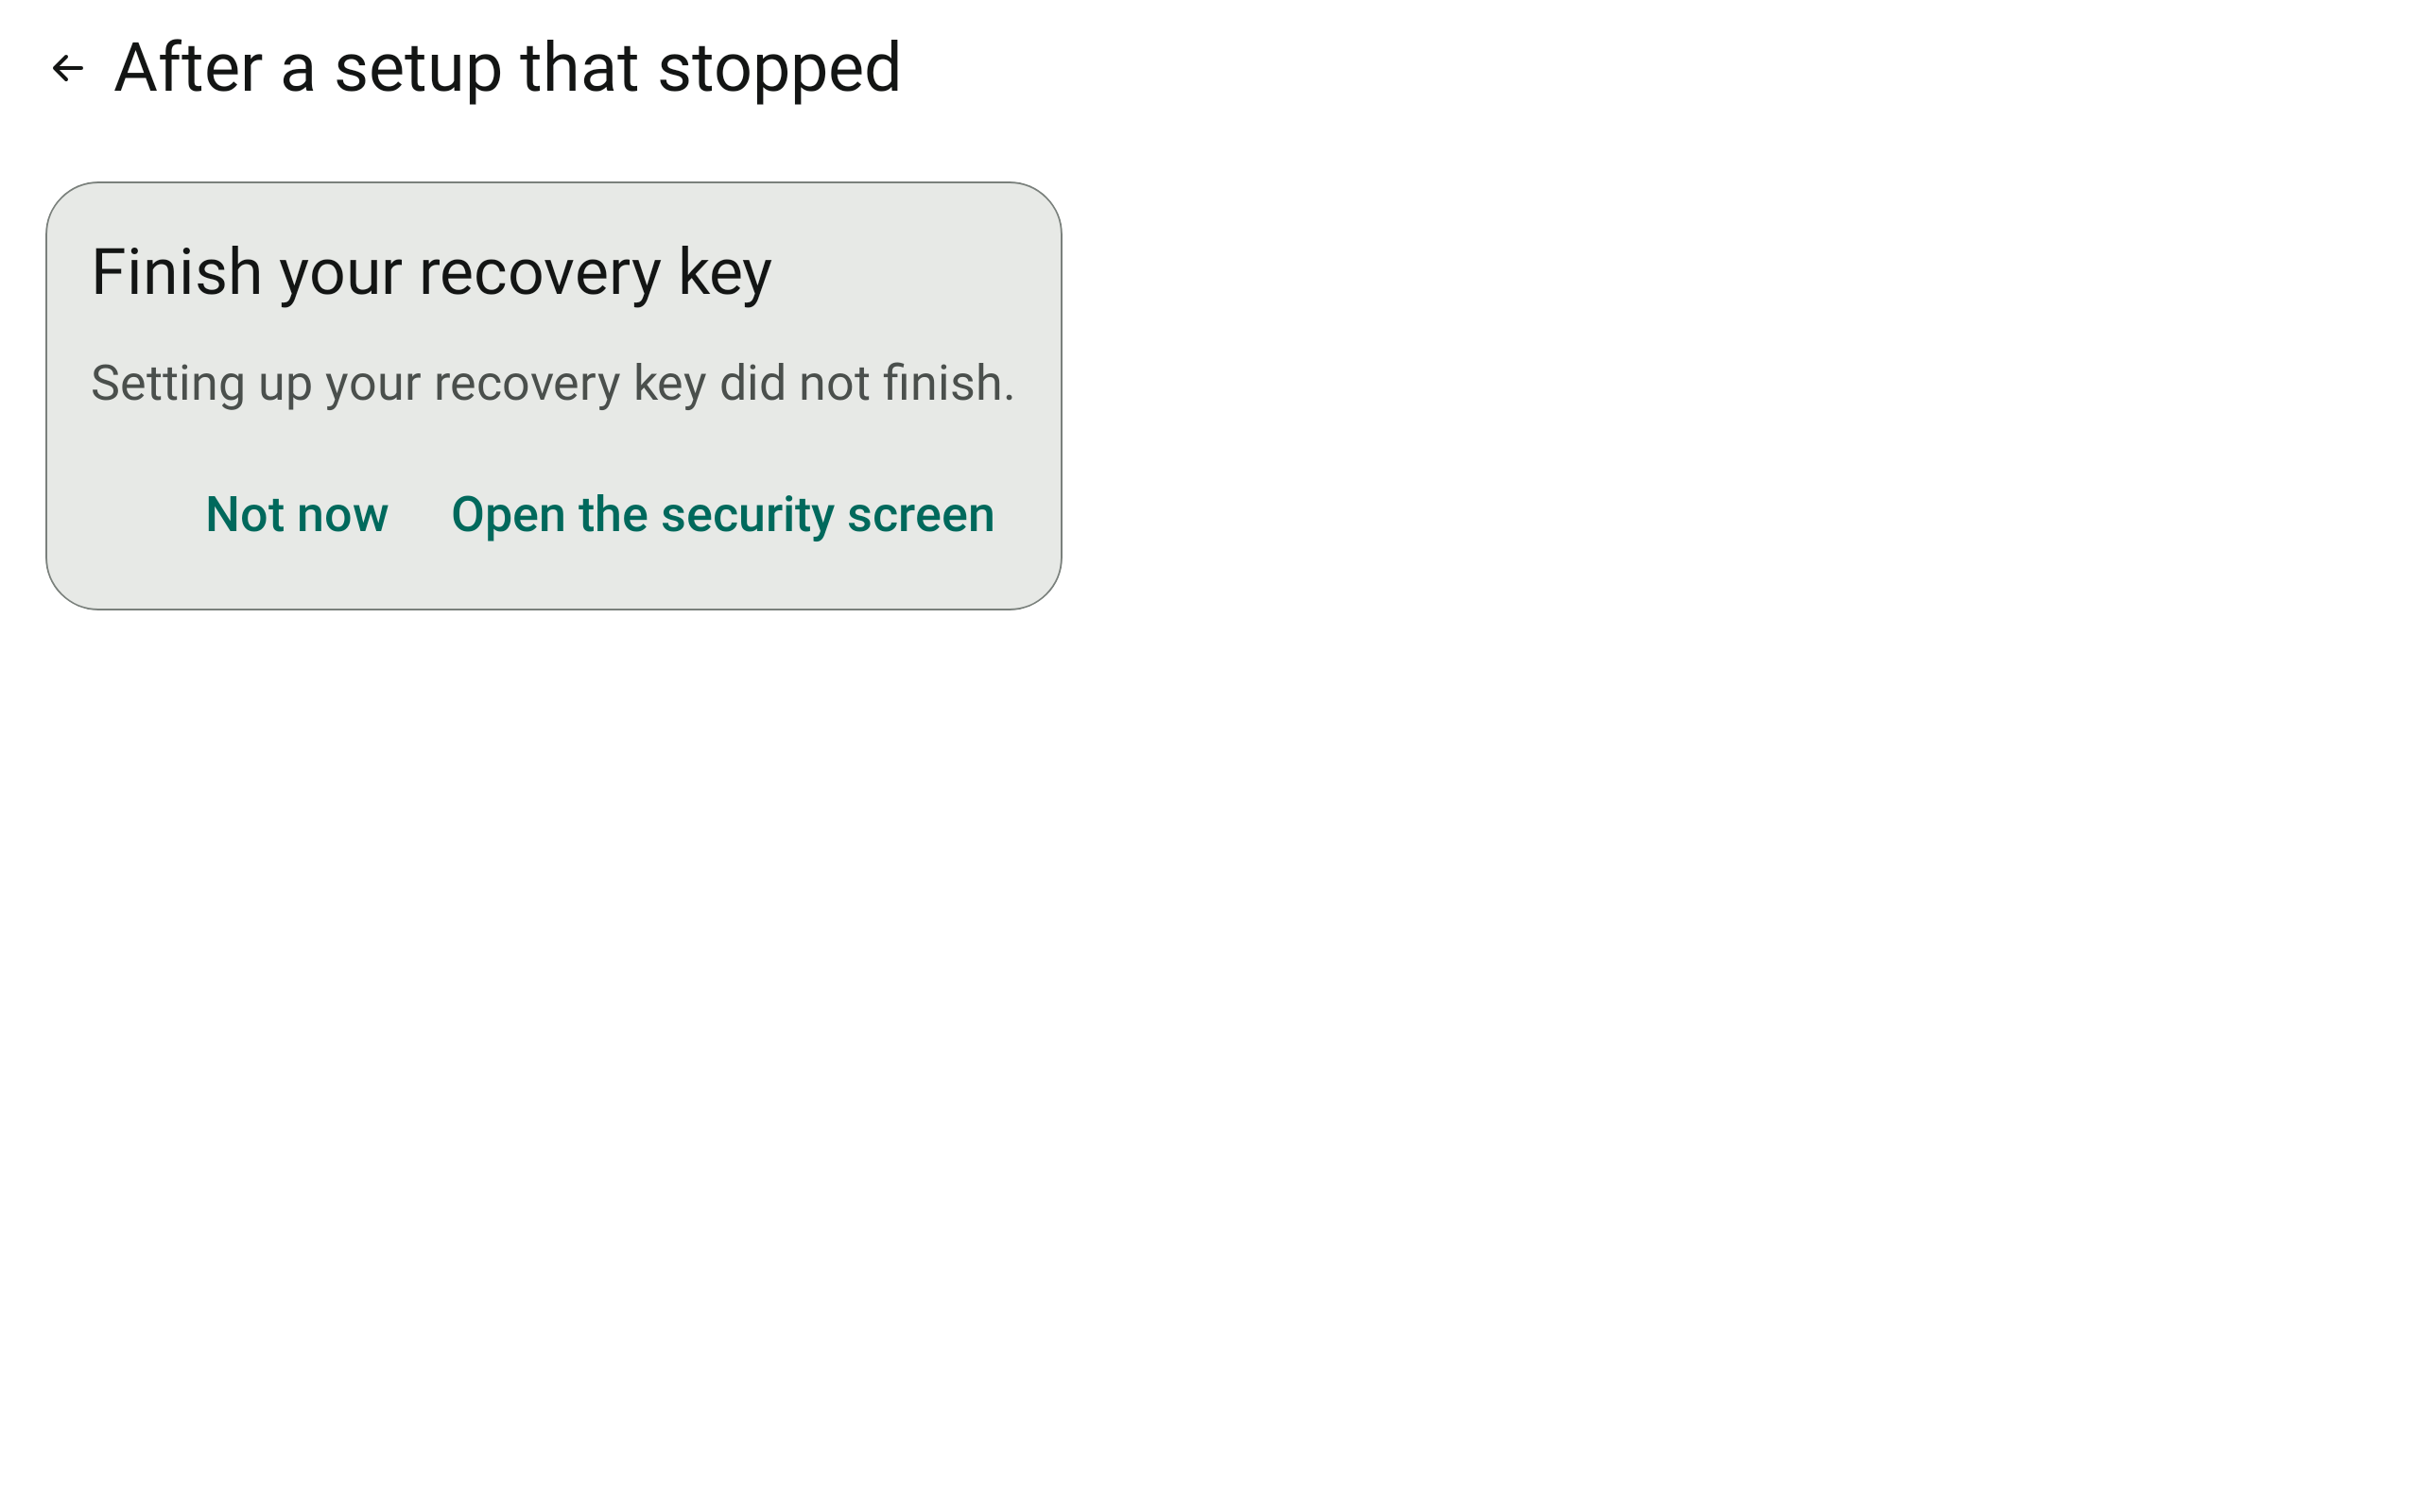 After a setup that stopped
Finish your recovery key
Setting up your recovery key did not finish.
Not now Open the security screen